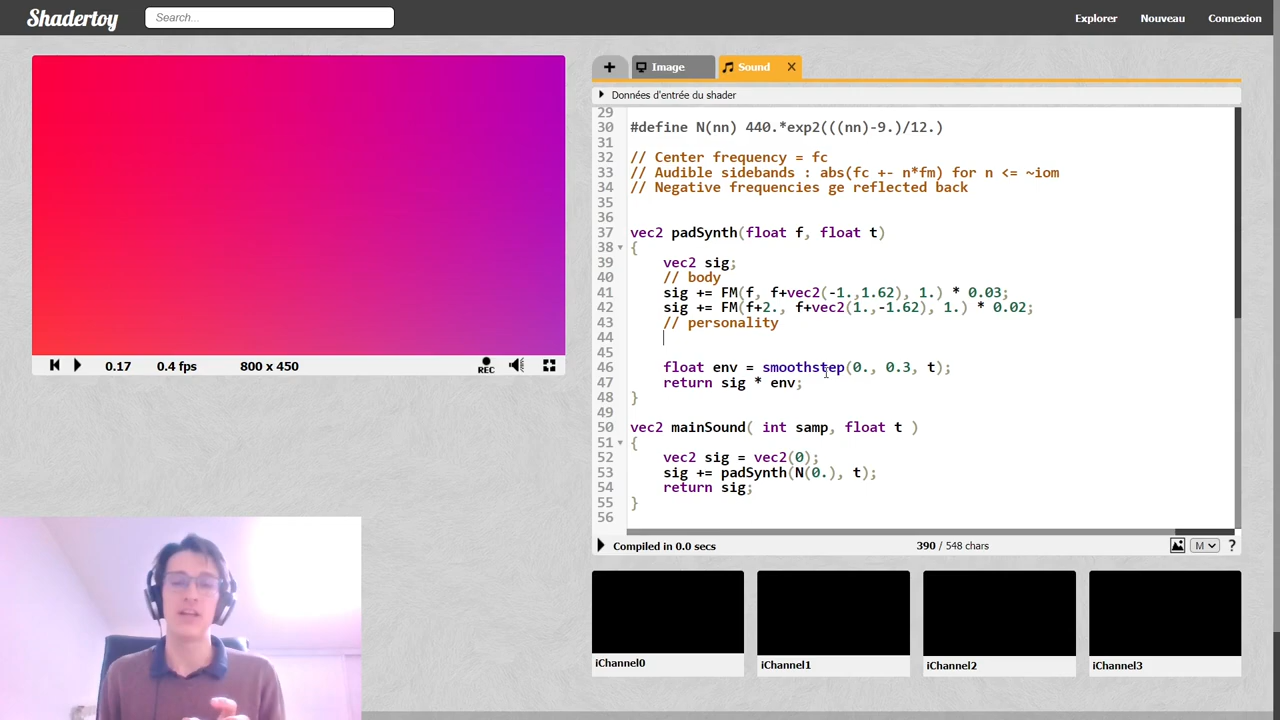 Shadertoy
Search...
Explorer
Nouveau
Connexion
+
Image
Sound
Données d'entrée du shader
29
30 #define N(nn) 440.*exp2(((nn)-9.)/12.)
31
32 // Center frequency = fc
33 // Audible sidebands : abs(fc +- n*fm) for n <= ~iom
34 // Negative frequencies ge reflected back
35
36
37 vec2 padSynth(float f, float t)
38 {
39 vec2 sig;
40 // body
41 sig += FM(f, f+vec2(-1.,1.62), 1.) * 0.03;
42 sig += FM(f+2., f+vec2(1.,-1.62), 1.) * 0.02;
43 // personality
44
45
46 float env = smoothstep(0., 0.3, t);
47 return sig * env;
48 }
49
50 vec2 mainSound( int samp, float t )
51 {
52 vec2 sig = vec2(0);
53 sig += padSynth(N(0.), t);
54 return sig;
55 }
56
0.17
0.4 fps
800 x 450
REC
Compiled in 0.0 secs
390 / 548 chars
M
?
iChannel0
iChannel1
iChannel2
iChannel3